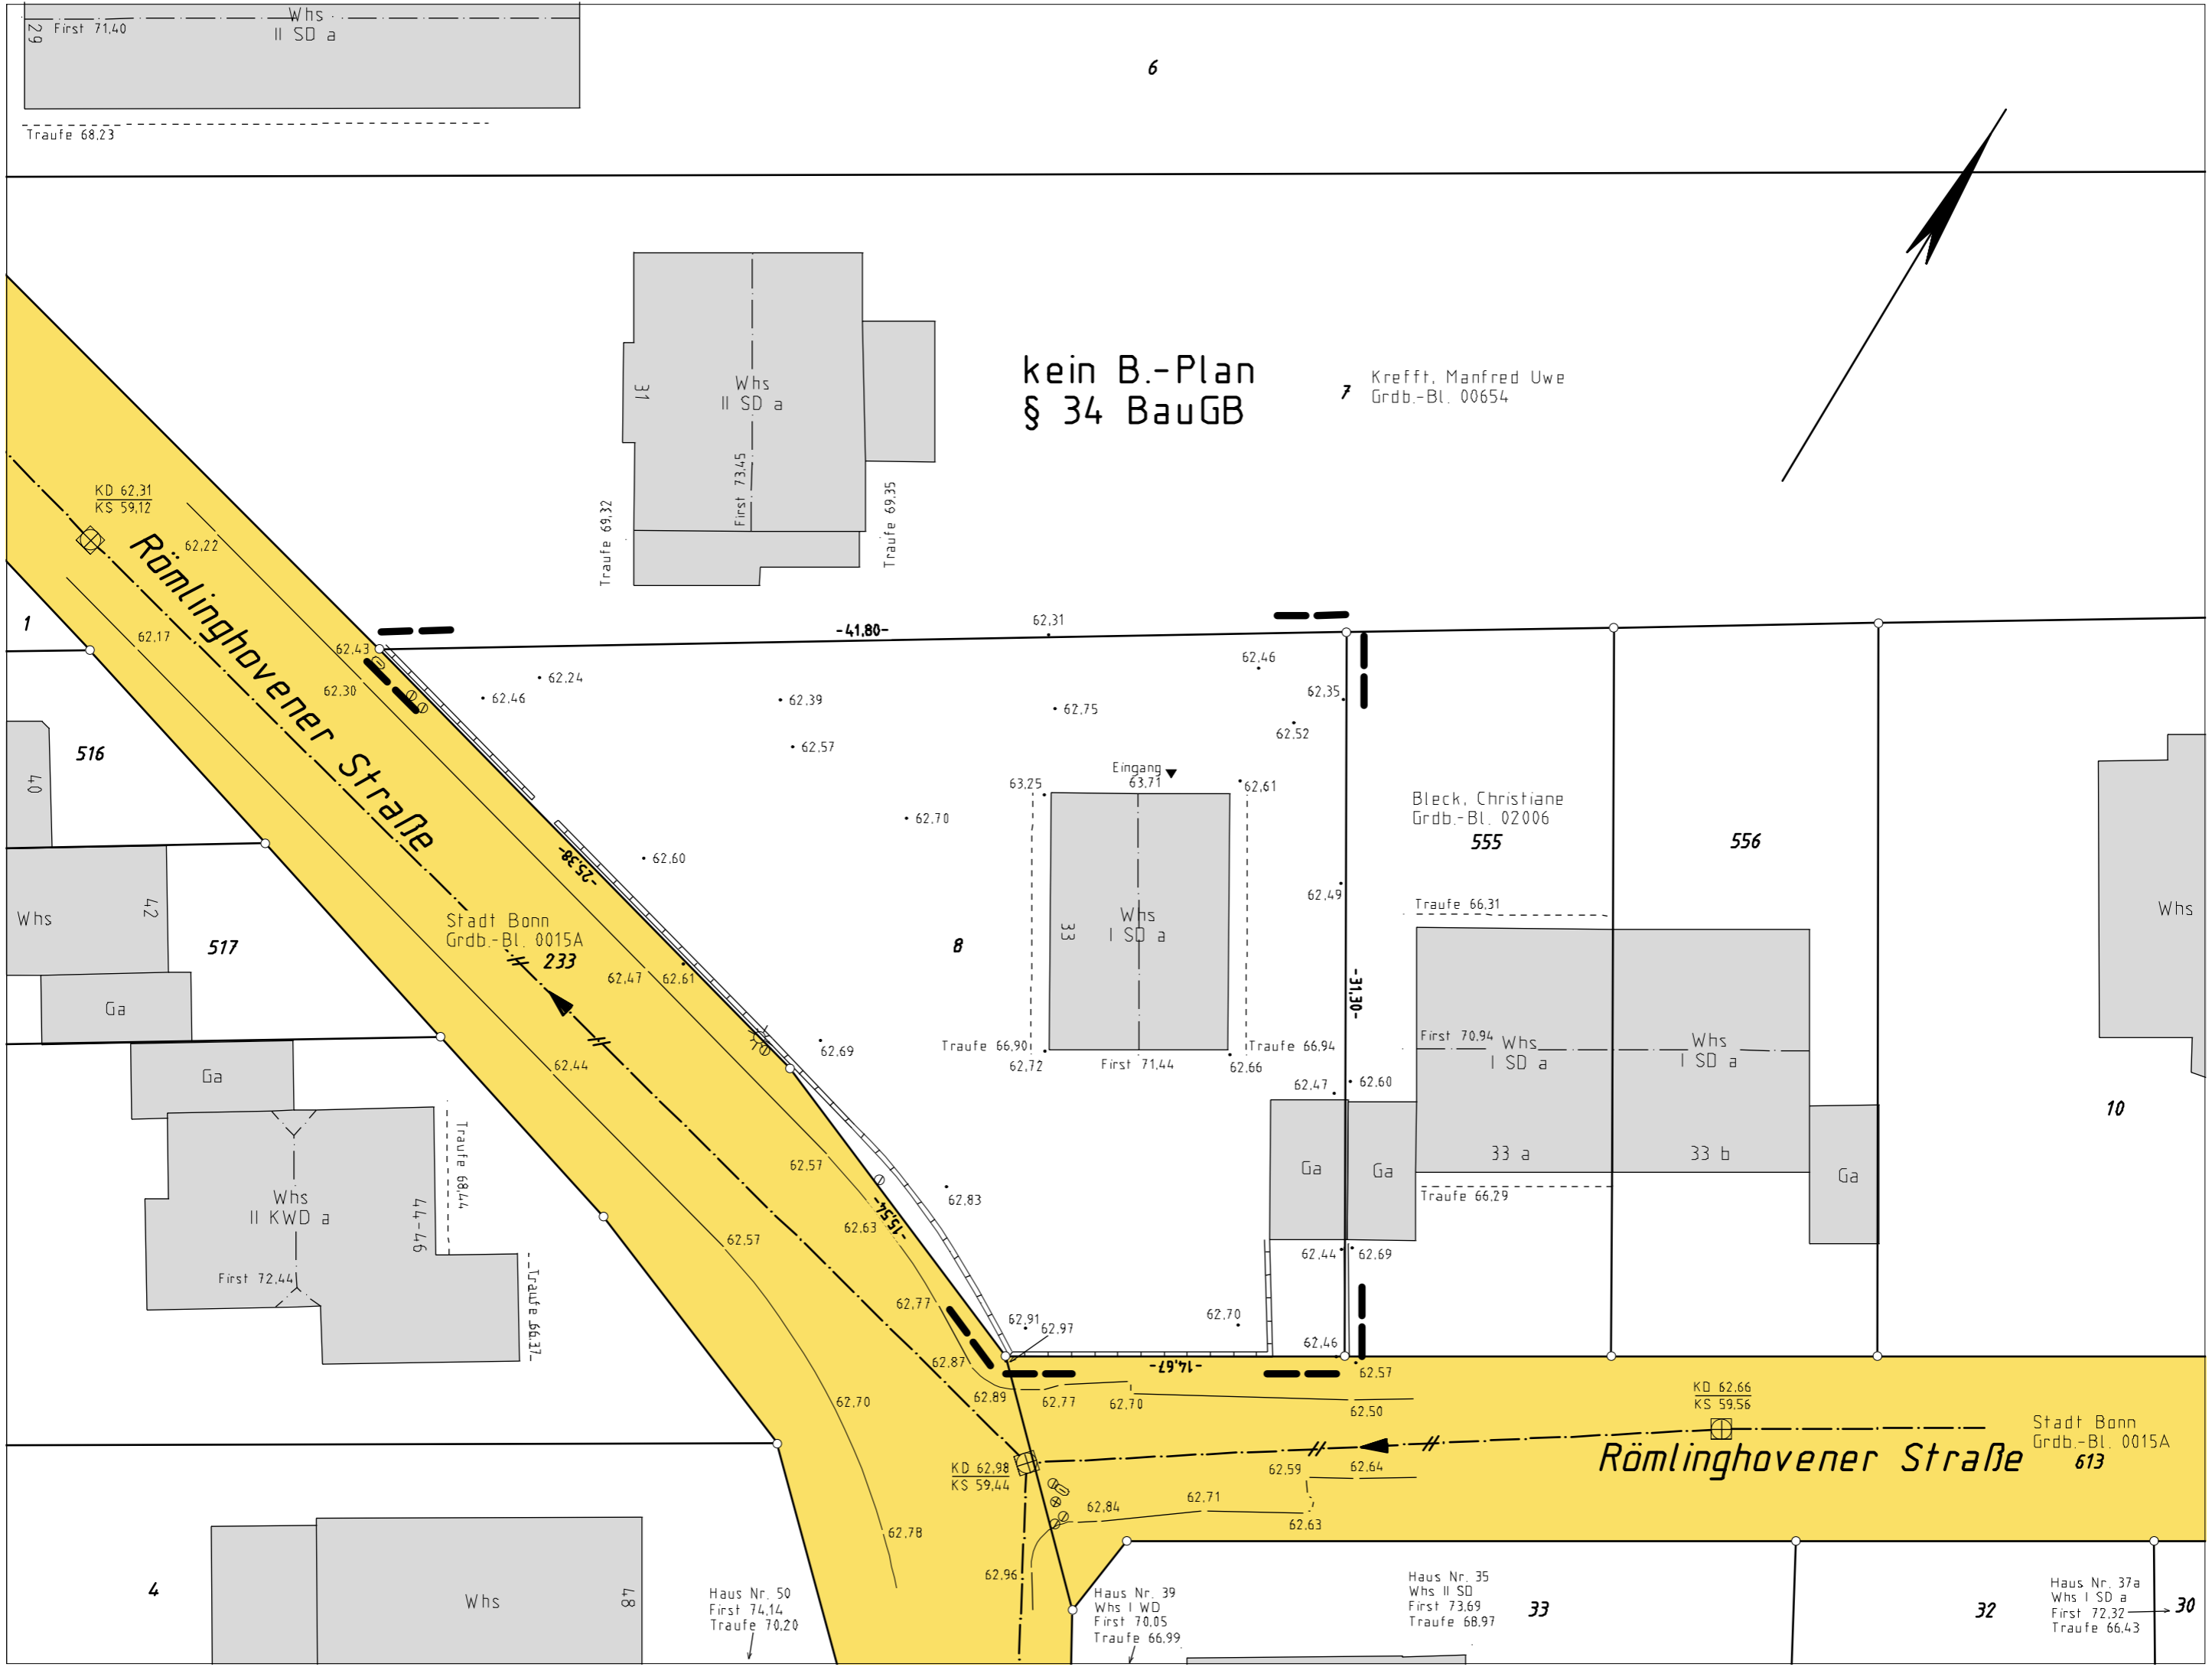 29
First 71,40
Whs
II SD a
Traufe 68,23
6
31
Whs
II SD a
First 73,45
Traufe 69,32
Traufe 69,35
kein B.-Plan
§ 34 BauGB
7
Krefft, Manfred Uwe
Grdb.-Bl. 00654
KD 62,31
KS 59,12
62,22
Römlinghovener Straße
1
62,17
62,43
62,30
-41,80-
62,31
62,46
62,24
62,46
62,39
62,75
62,35
62,52
62,57
516
40
Eingang
63,71
63,25
62,61
62,70
62,60
-25,38-
Bleck, Christiane
Grdb.-Bl. 02006
555
556
62,49
Traufe 66,31
Whs
42
517
Stadt Bonn
Grdb.-Bl. 0015A
233
8
33
Whs
I SD a
Whs
62,47
62,61
-31,30-
Ga
62,69
Traufe 66,90
62,72
First 71,44
62,66
Traufe 66,94
First 70,94
Whs
I SD a
Whs
I SD a
Ga
62,44
62,47
62,60
10
Traufe 68,44
62,57
Ga
Ga
33 a
33 b
Ga
Whs
II KWD a
44-46
62,83
Traufe 66,29
-15,54-
62,63
62,57
62,44
62,69
First 72,44
Traufe 66,37
62,77
62,91
62,97
62,70
62,46
62,87
-14,67-
62,57
62,89
62,77
62,70
62,50
62,70
KD 62,66
KS 59,56
Stadt Bonn
Grdb.-Bl. 0015A
613
Römlinghovener Straße
KD 62,98
KS 59,44
62,59
62,64
62,84
62,71
62,63
62,78
62,96
4
Whs
48
Haus Nr. 50
First 74,14
Traufe 70,20
Haus Nr. 39
Whs I WD
First 70,05
Traufe 66,99
Haus Nr. 35
Whs II SD
First 73,69
Traufe 68,97
33
32
Haus Nr. 37a
Whs I SD a
First 72,32
Traufe 66,43
30